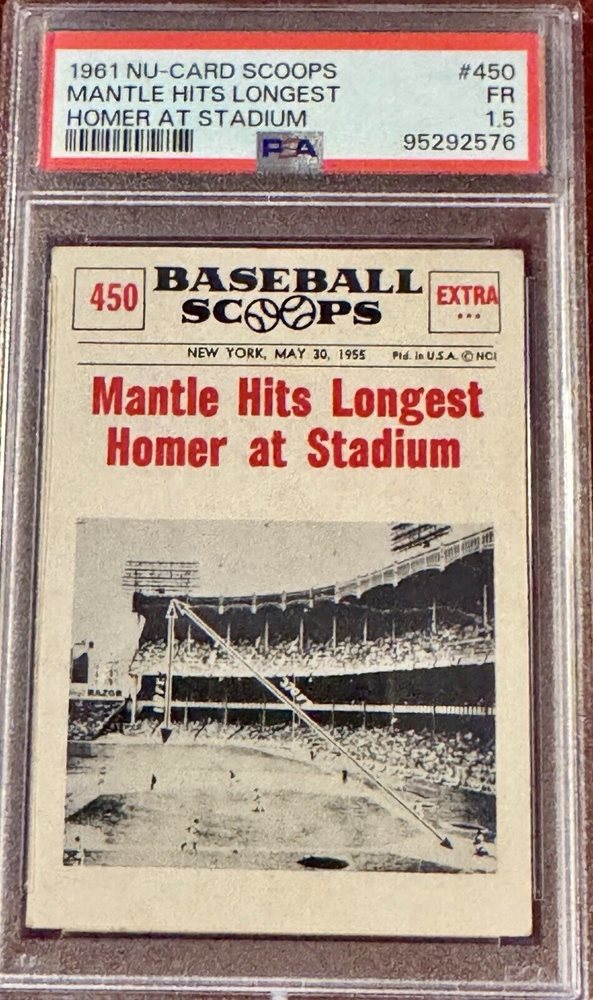 1961 NU-CARD SCOOPS #450
MANTLE HITS LONGEST FR
HOMER AT STADIUM 1.5
PSA 95292576
450 BASEBALL EXTRA
SCOOPS
NEW YORK, MAY 30, 1955 Ptd. in U.S.A. © NCI
Mantle Hits Longest
Homer at Stadium
RAZOR